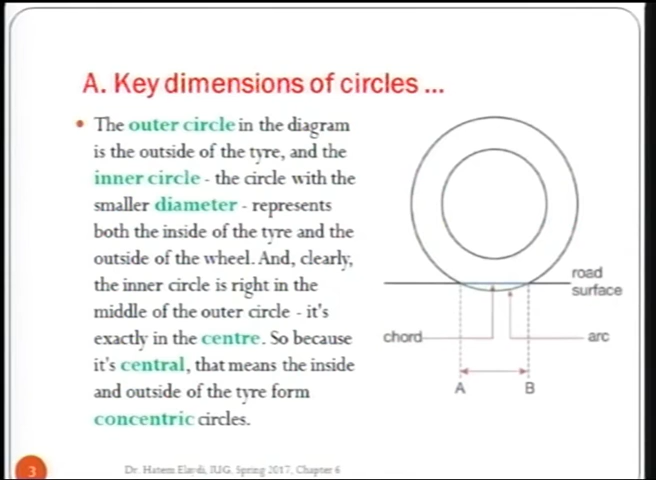 A. Key dimensions of circles ...
• The outer circle in the diagram
is the outside of the tyre, and the
inner circle - the circle with the
smaller diameter - represents
both the inside of the tyre and the
outside of the wheel. And, clearly,
the inner circle is right in the
middle of the outer circle - it's
exactly in the centre. So because
it's central, that means the inside
and outside of the tyre form
concentric circles.
road
surface
chord
arc
A
B
3
Dr. Hatem Elaydi, IUG, Spring 2017, Chapter 6